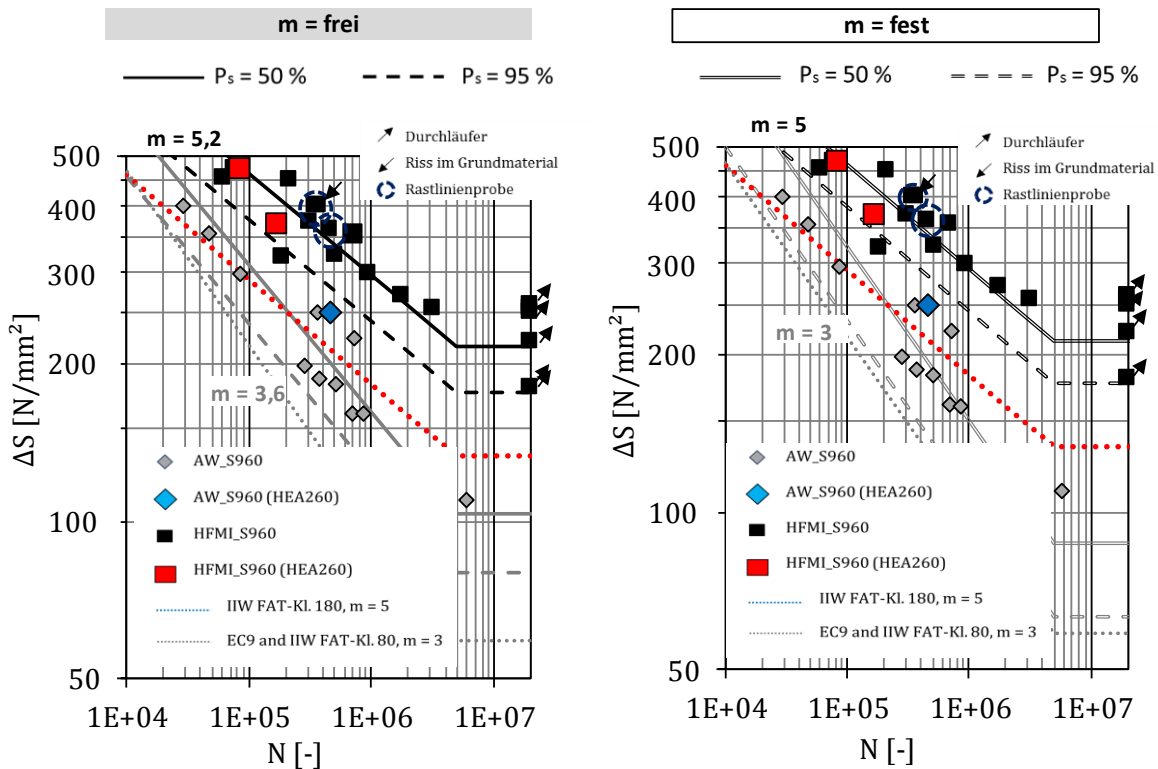 m = frei
Ps = 50 % Ps = 95 %
m = 5,2
Durchläufer
Riss im Grundmaterial
Rastlinienprobe
500
400
300
200
100
50
ΔS [N/mm²]
m = 3,6
AW_S960
AW_S960 (HEA260)
HFMI_S960
HFMI_S960 (HEA260)
IIW FAT-Kl. 180, m = 5
EC9 and IIW FAT-Kl. 80, m = 3
1E+04 1E+05 1E+06 1E+07
N [-]
m = fest
Ps = 50 % Ps = 95 %
m = 5
Durchläufer
Riss im Grundmaterial
Rastlinienprobe
500
400
300
200
100
50
ΔS [N/mm²]
m = 3
AW_S960
AW_S960 (HEA260)
HFMI_S960
HFMI_S960 (HEA260)
IIW FAT-Kl. 180, m = 5
EC9 and IIW FAT-Kl. 80, m = 3
1E+04 1E+05 1E+06 1E+07
N [-]